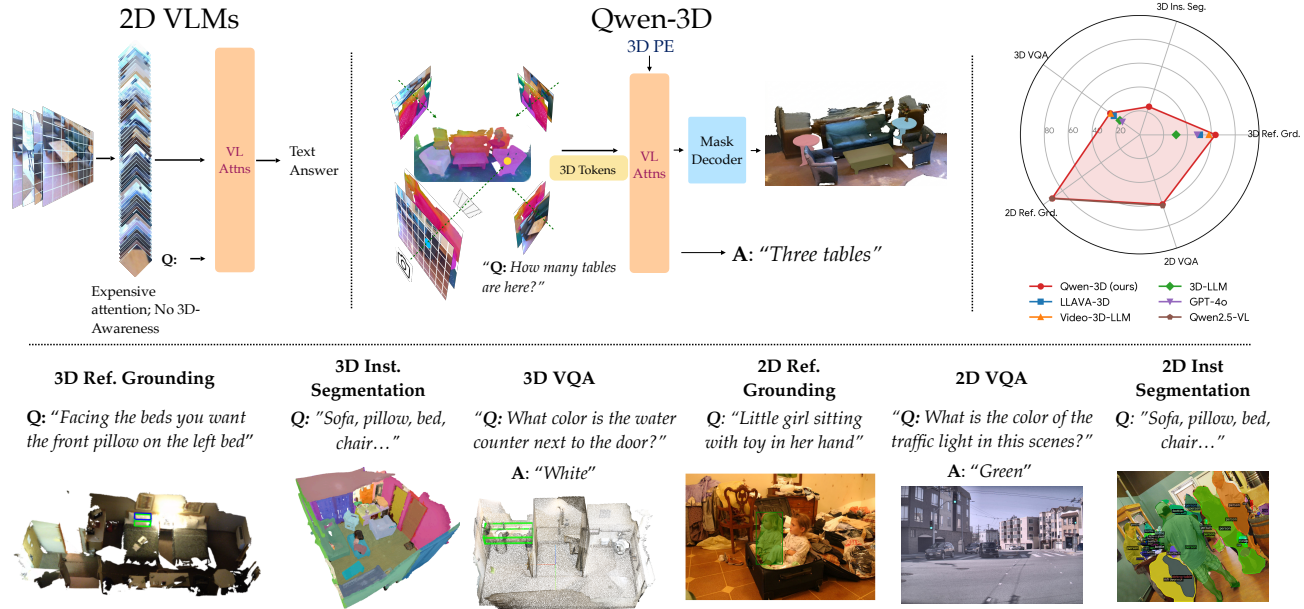 2D VLMs
VL
Attns
Text
Answer
Q:
Expensive
attention; No 3D-
Awareness
Qwen-3D
3D PE
3D Tokens
VL
Attns
Mask
Decoder
“Q: How many tables
are here?”
A: “Three tables”
3D Ins. Seg.
3D VQA
80
60
40
20
3D Ref. Grd.
2D Ref. Grd.
2D VQA
Qwen-3D (ours)
LLAVA-3D
Video-3D-LLM
3D-LLM
GPT-4o
Qwen2.5-VL
3D Ref. Grounding
Q: “Facing the beds you want
the front pillow on the left bed”
3D Inst.
Segmentation
Q: ”Sofa, pillow, bed,
chair…”
3D VQA
“Q: What color is the water
counter next to the door?”
A: “White”
2D Ref.
Grounding
Q: “Little girl sitting
with toy in her hand”
2D VQA
“Q: What is the color of the
traffic light in this scenes?”
A: “Green”
2D Inst
Segmentation
Q: ”Sofa, pillow, bed,
chair…”